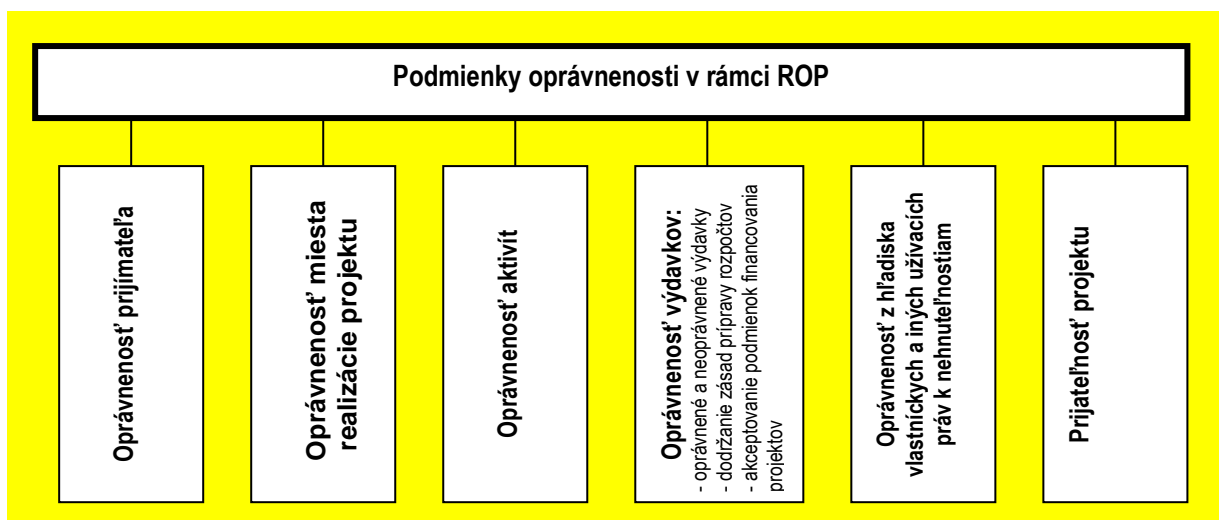 Podmienky oprávnenosti v rámci ROP
Oprávnenosť prijímateľa
Oprávnenosť miesta
realizácie projektu
Oprávnenosť aktivít
Oprávnenosť výdavkov:
- oprávnené a neoprávnené výdavky
- dodržanie zásad prípravy rozpočtov
- akceptovanie podmienok financovania
projektov
Oprávnenosť z hľadiska
vlastníckych a iných užívacích
práv k nehnuteľnostiam
Prijateľnosť projektu